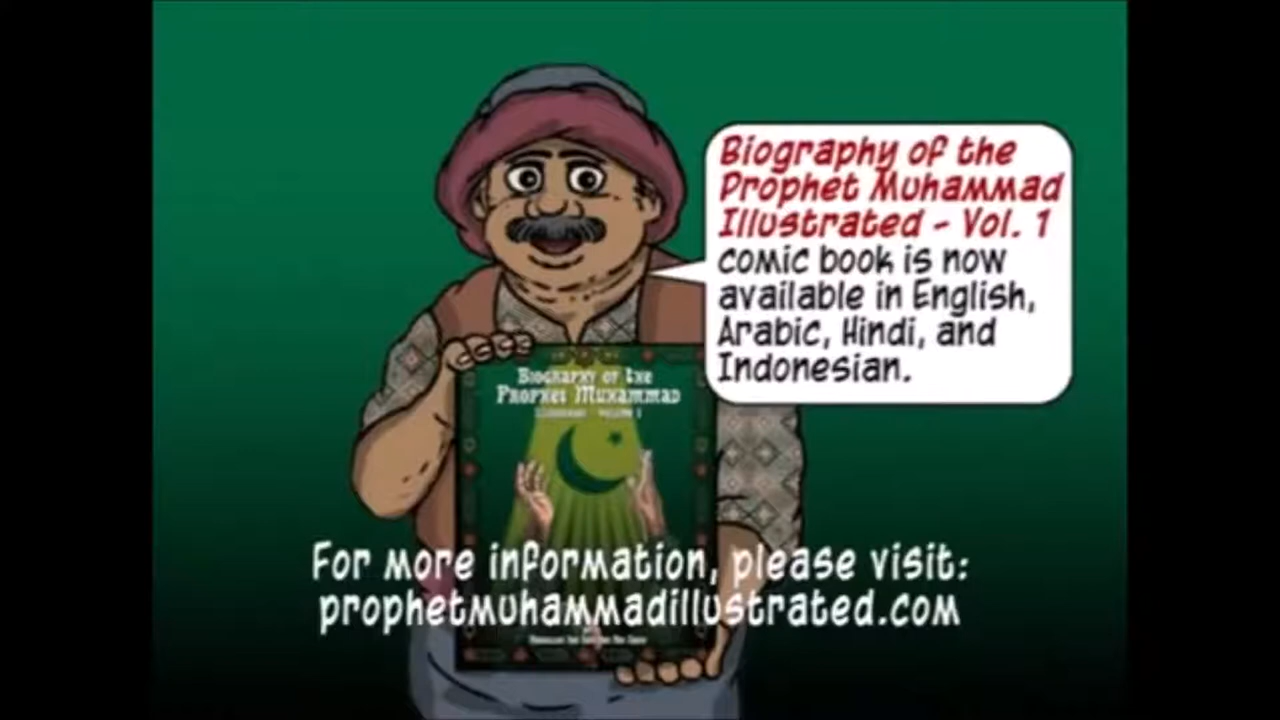 Biography of the
Prophet Muhammad
Illustrated - Vol. 1
comic book is now
available in English,
Arabic, Hindi, and
Indonesian.
Biography of the
Prophet Muhammad
For more information, please visit:
prophetmuhammadillustrated.com